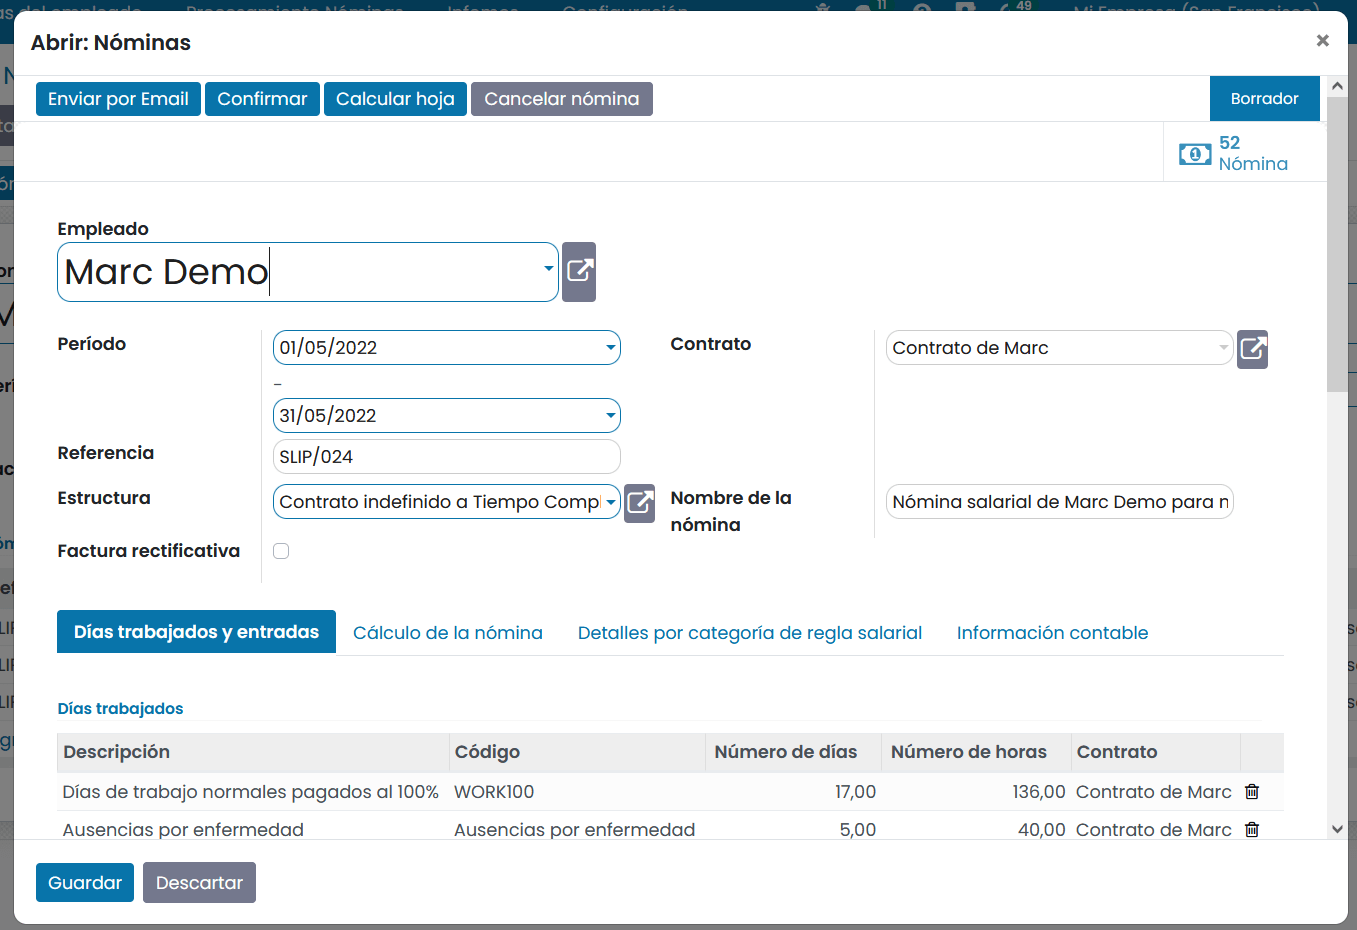 Abrir: Nóminas
×
Enviar por Email Confirmar Calcular hoja Cancelar nómina Borrador
52
Nómina
Empleado
Marc Demo
Período 01/05/2022 Contrato Contrato de Marc
–
31/05/2022
Referencia SLIP/024
Estructura Contrato indefinido a Tiempo Compl Nombre de la nómina Nómina salarial de Marc Demo para
Factura rectificativa
Días trabajados y entradas Cálculo de la nómina Detalles por categoría de regla salarial Información contable
Días trabajados
Descripción Código Número de días Número de horas Contrato
Días de trabajo normales pagados al 100% WORK100 17,00 136,00 Contrato de Marc
Ausencias por enfermedad Ausencias por enfermedad 5,00 40,00 Contrato de Marc
Guardar Descartar